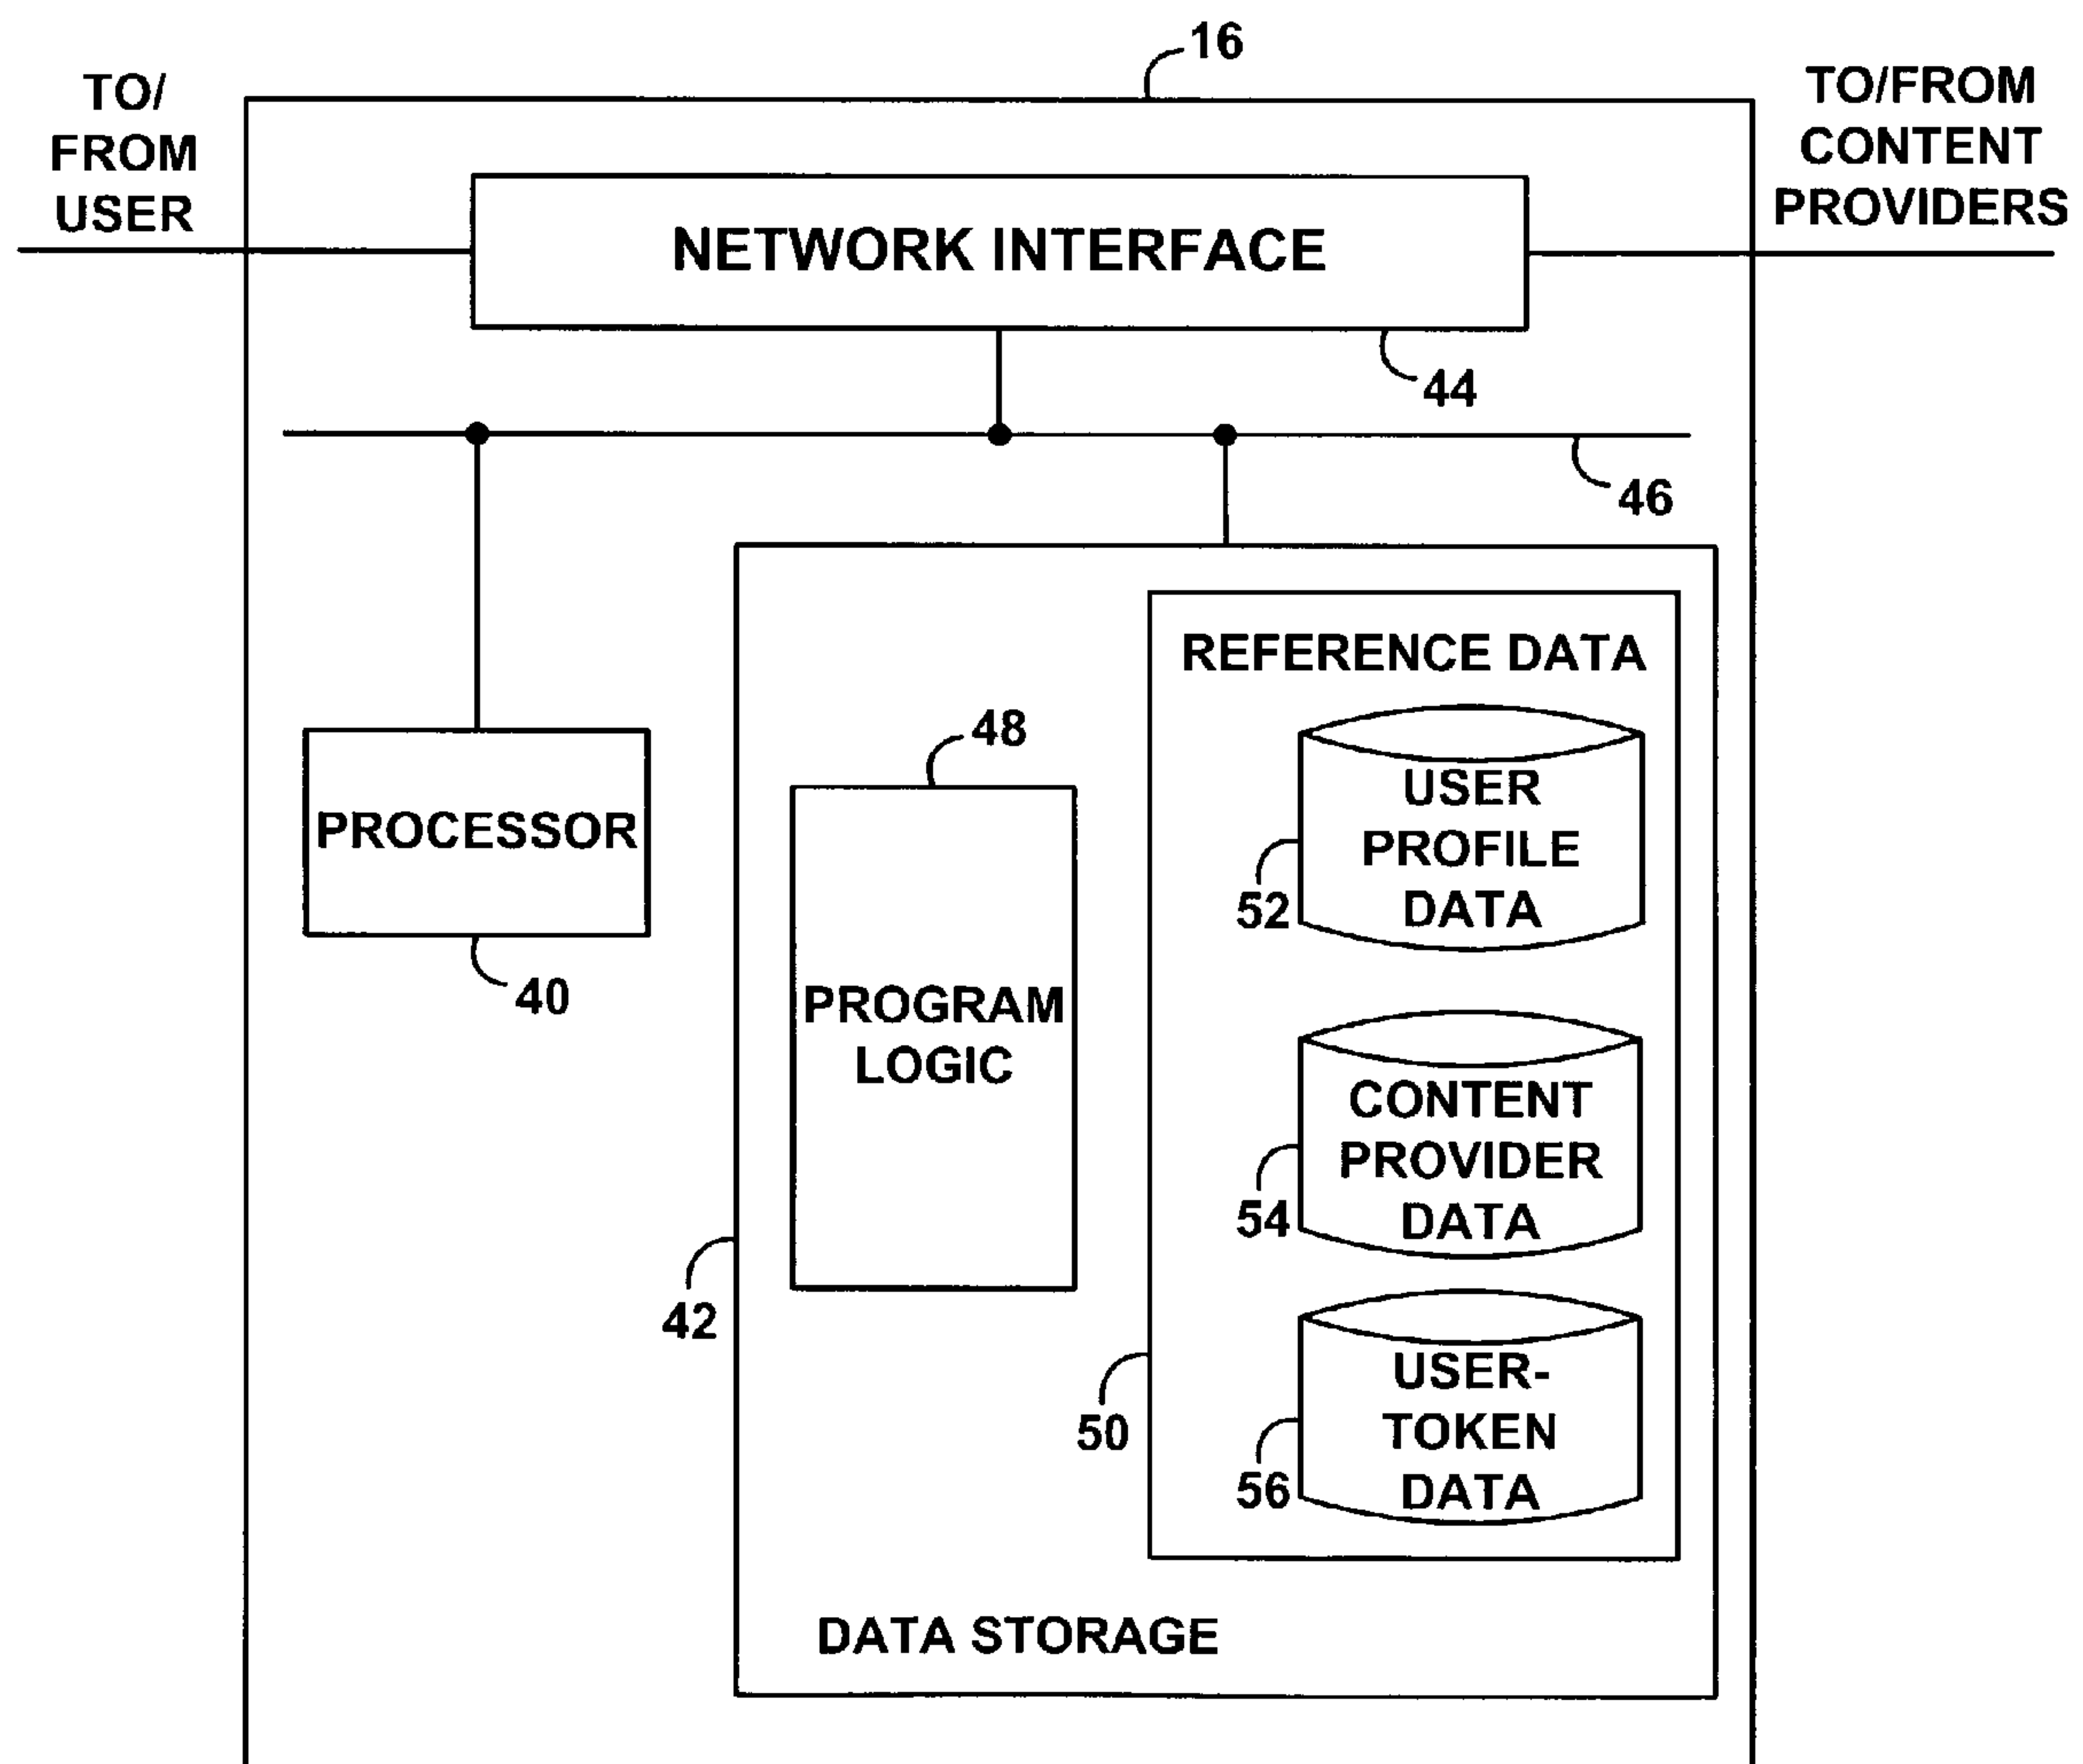 16
TO/
FROM
USER
TO/FROM
CONTENT
PROVIDERS
NETWORK INTERFACE
44
46
REFERENCE DATA
48
USER
PROFILE
DATA
52
PROCESSOR
40
PROGRAM
LOGIC
CONTENT
PROVIDER
DATA
54
42
USER-
TOKEN
DATA
50
56
DATA STORAGE